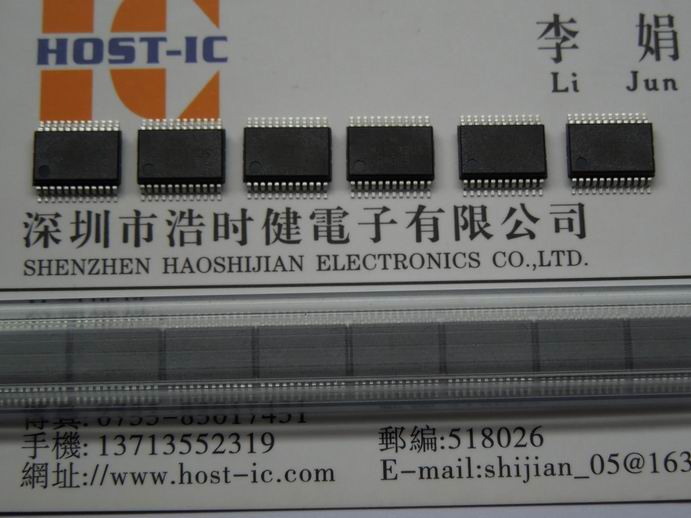 HOST-IC
李 娟
Li Jun
深圳市浩时健電子有限公司
SHENZHEN HAOSHIJIAN ELECTRONICS CO.,LTD.
手機: 13713552319
郵編:518026
網址://www.host-ic.com
E-mail:shijian_05@163